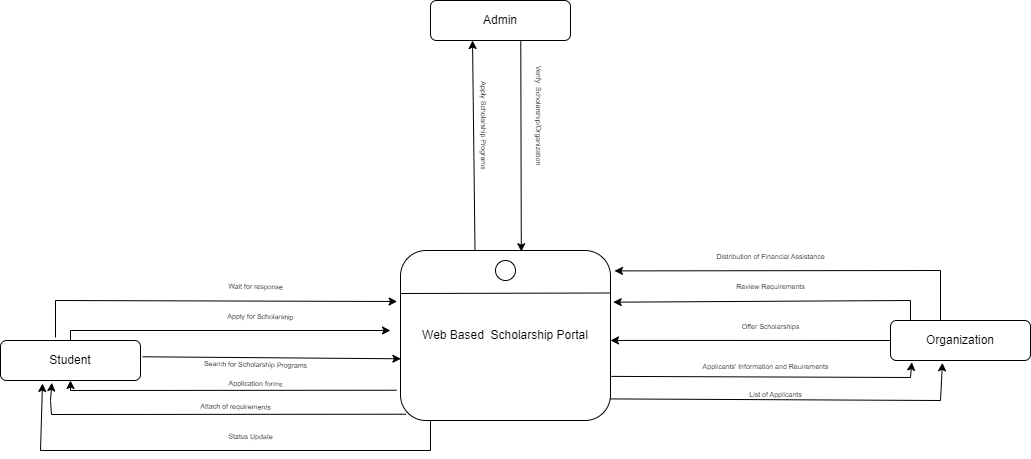 Admin
Apply Scholarship Programs
Verify Scholarship/Organization
Distribution of Financial Assistance
Wait for response
Review Requirements
Apply for Scholarship
Offer Scholarships
Web Based Scholarship Portal
Student
Organization
Search for Scholarship Programs
Applicants' Information and Reuirements
Application forms
List of Applicants
Attach of requirements
Status Update